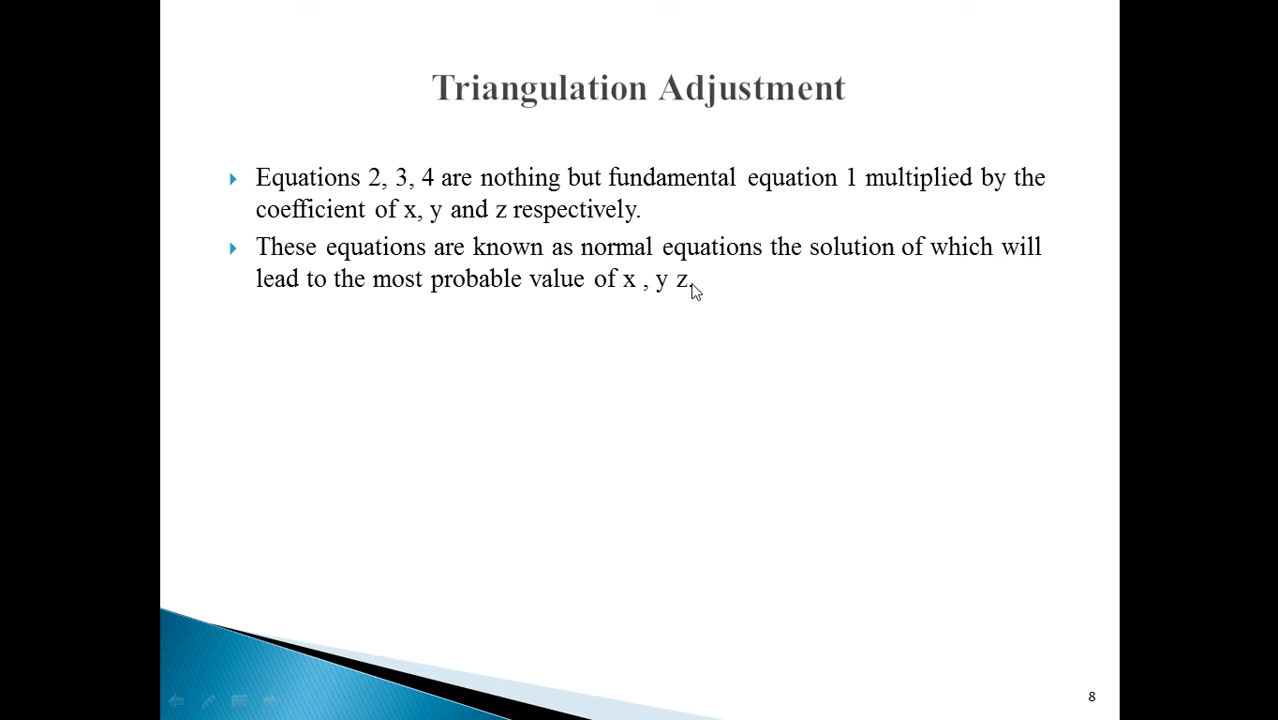 Triangulation Adjustment
Equations 2, 3, 4 are nothing but fundamental equation 1 multiplied by the
coefficient of x, y and z respectively.
These equations are known as normal equations the solution of which will
lead to the most probable value of x , y z.
8